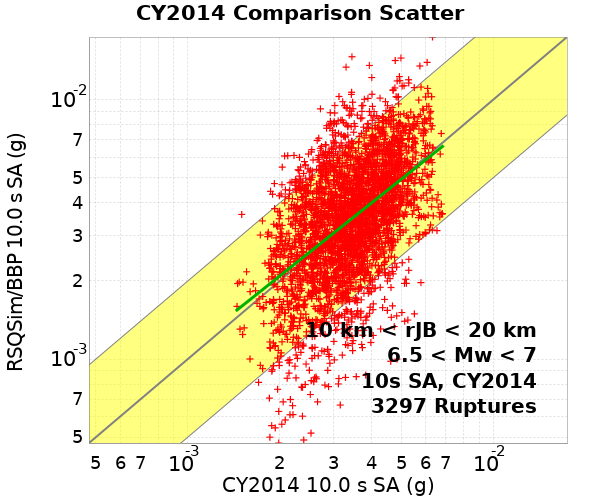 CY2014 Comparison Scatter
RSQSim/BBP 10.0 s SA (g)
10^-2
7
5
4
3
2
10^-3
7
5
10 km < rJB < 20 km
6.5 < Mw < 7
10s SA, CY2014
3297 Ruptures
5 6 7 10^-3 2 3 4 5 6 7 10^-2
CY2014 10.0 s SA (g)